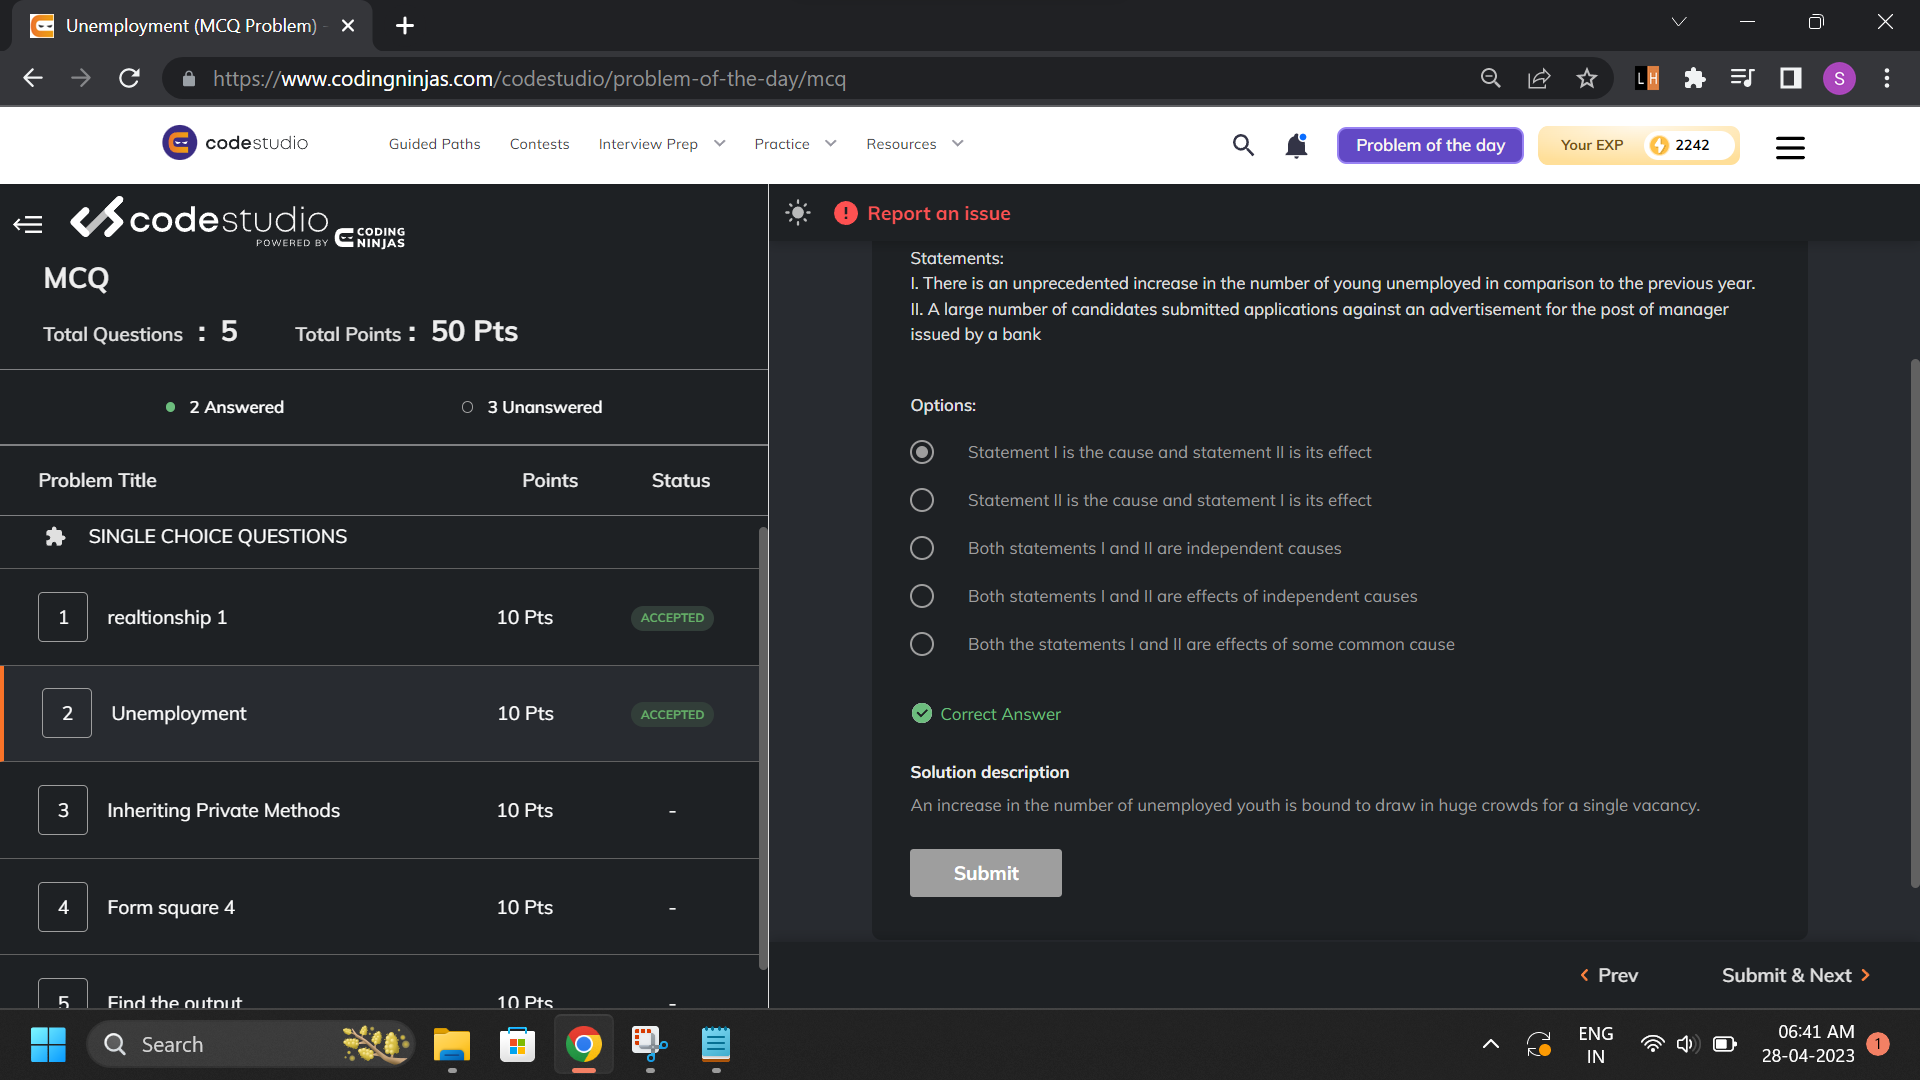 Unemployment (MCQ Problem) -
https://www.codingninjas.com/codestudio/problem-of-the-day/mcq
LH
S
codestudio
Guided Paths
Contests
Interview Prep
Practice
Resources
Problem of the day
Your EXP
2242
codestudio
POWERED BY
CODING
NINJAS
Report an issue
MCQ
Total Questions : 5
Total Points : 50 Pts
2 Answered
3 Unanswered
Problem Title
Points
Status
SINGLE CHOICE QUESTIONS
1
realtionship 1
10 Pts
ACCEPTED
2
Unemployment
10 Pts
ACCEPTED
3
Inheriting Private Methods
10 Pts
-
4
Form square 4
10 Pts
-
5
Find the output
10 Pts
-
Statements:
I. There is an unprecedented increase in the number of young unemployed in comparison to the previous year.
II. A large number of candidates submitted applications against an advertisement for the post of manager
issued by a bank
Options:
Statement I is the cause and statement II is its effect
Statement II is the cause and statement I is its effect
Both statements I and II are independent causes
Both statements I and II are effects of independent causes
Both the statements I and II are effects of some common cause
Correct Answer
Solution description
An increase in the number of unemployed youth is bound to draw in huge crowds for a single vacancy.
Submit
Prev
Submit & Next
Search
ENG
IN
06:41 AM
28-04-2023
1